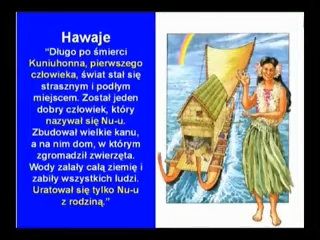 Hawaje
"Długo po śmierci
Kuniuhonna, pierwszego
człowieka, świat stał się
strasznym i podłym
miejscem. Został jeden
dobry człowiek, który
nazywał się Nu-u.
Zbudował wielkie kanu,
a na nim dom, w którym
zgromadził zwierzęta.
Wody zalały całą ziemię i
zabiły wszystkich ludzi.
Uratował się tylko Nu-u
z rodziną."